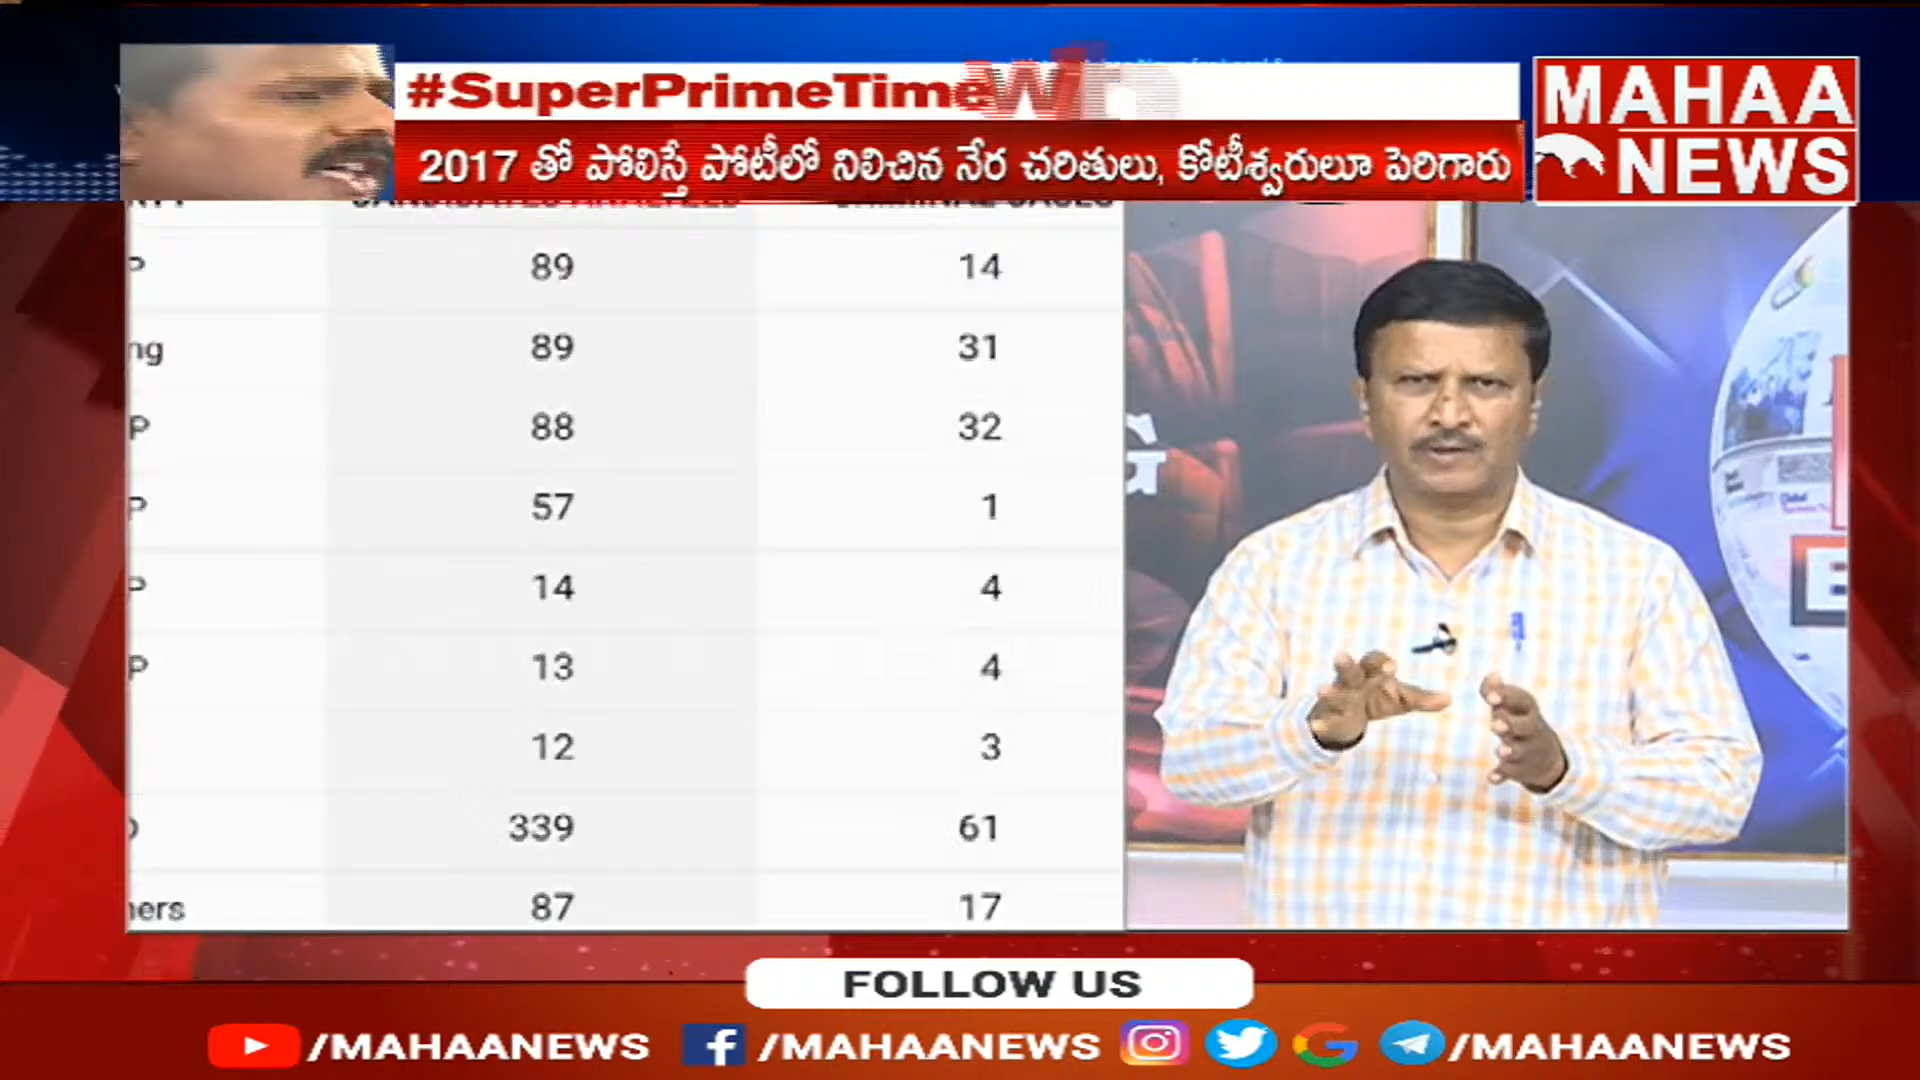 #SuperPrimeTime
MAHAA
NEWS
2017 తో పోలిస్తే పోటీలో నిలిచిన నేర చరితులు, కోటీశ్వరులూ పెరిగారు
P 89 14
ng 89 31
P 88 32
P 57 1
P 14 4
P 13 4
12 3
339 61
hers 87 17
G
E
FOLLOW US
/MAHAANEWS /MAHAANEWS /MAHAANEWS